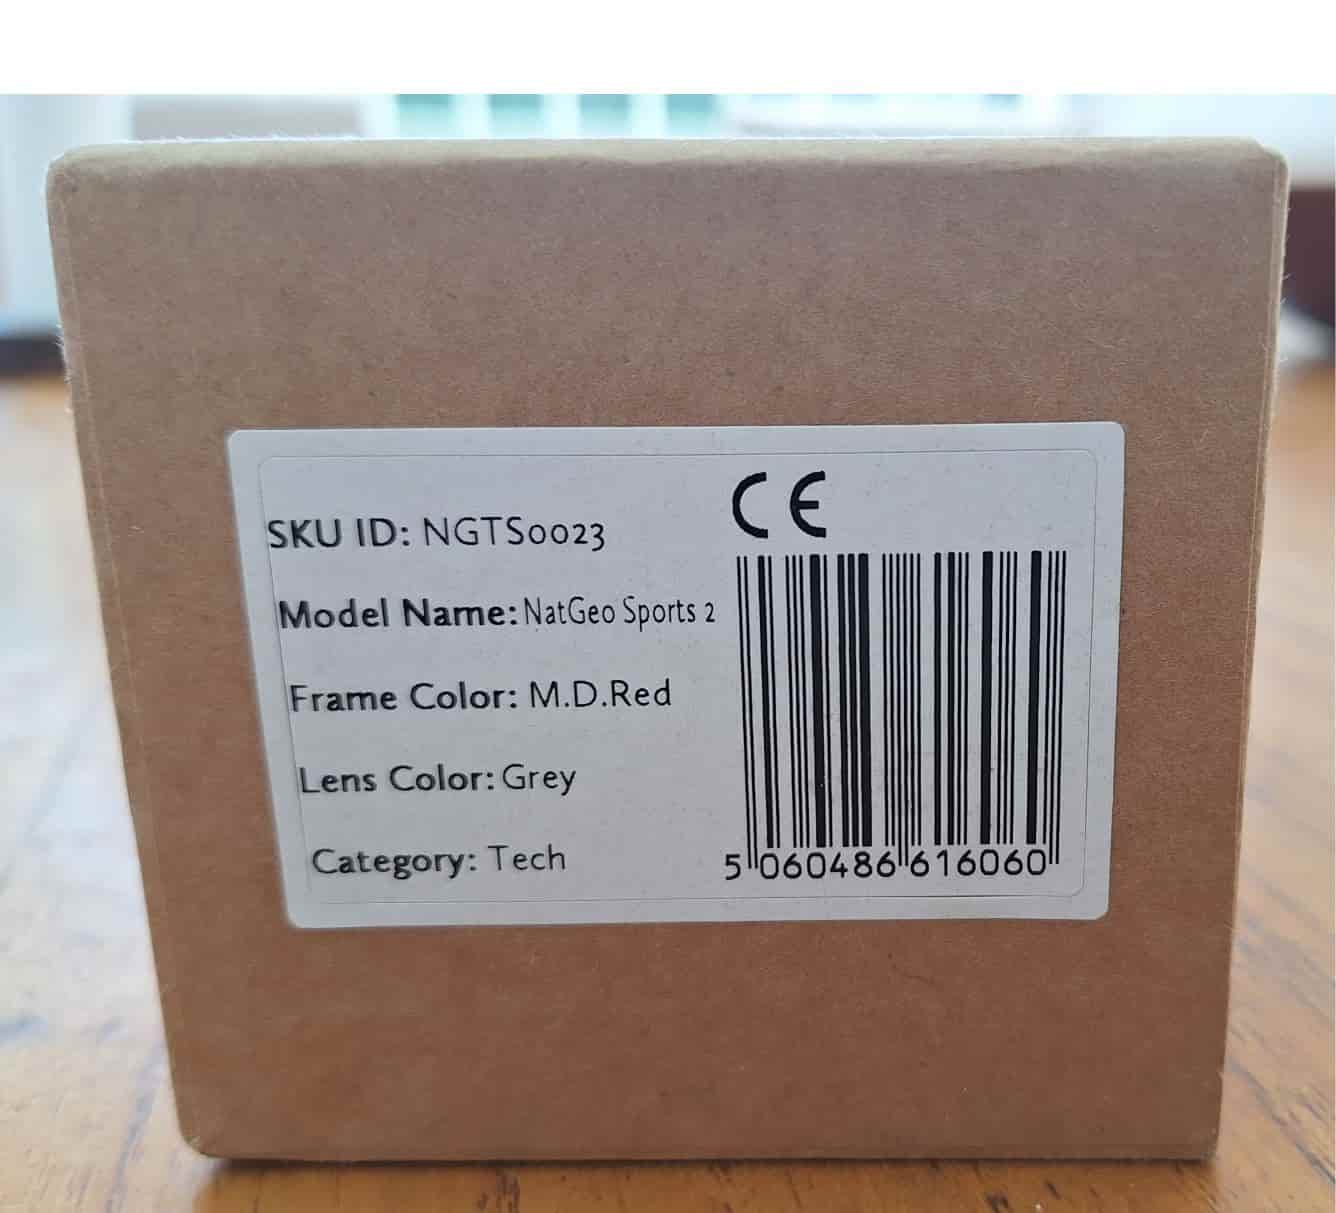 CE
SKU ID: NGTS0023
Model Name: NatGeo Sports 2
Frame Color: M.D.Red
Lens Color: Grey
Category: Tech
5 060486 616060